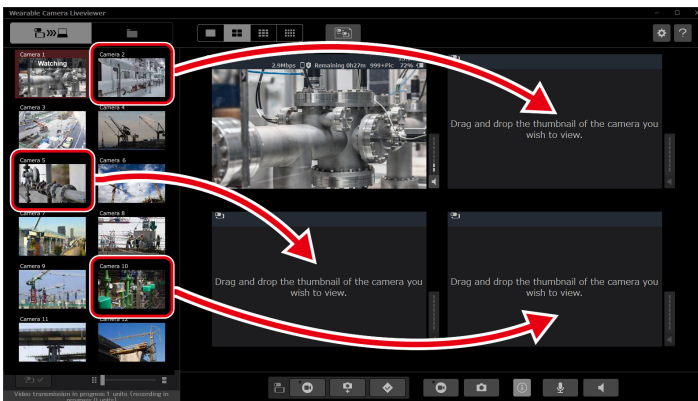 Wearable Camera Liveviewer
Camera 1
Watching
Camera 2
Camera 3
Camera 4
Camera 5
Camera 6
Camera 7
Camera 8
Camera 9
Camera 10
Camera 11
Camera 12
Video transmission in progress 1 units (recording in
progress 0 units)
2.9Mbps Remaining 0h27m 999+Pic 72%
Drag and drop the thumbnail of the camera you
wish to view.
Drag and drop the thumbnail of the camera you
wish to view.
Drag and drop the thumbnail of the camera you
wish to view.